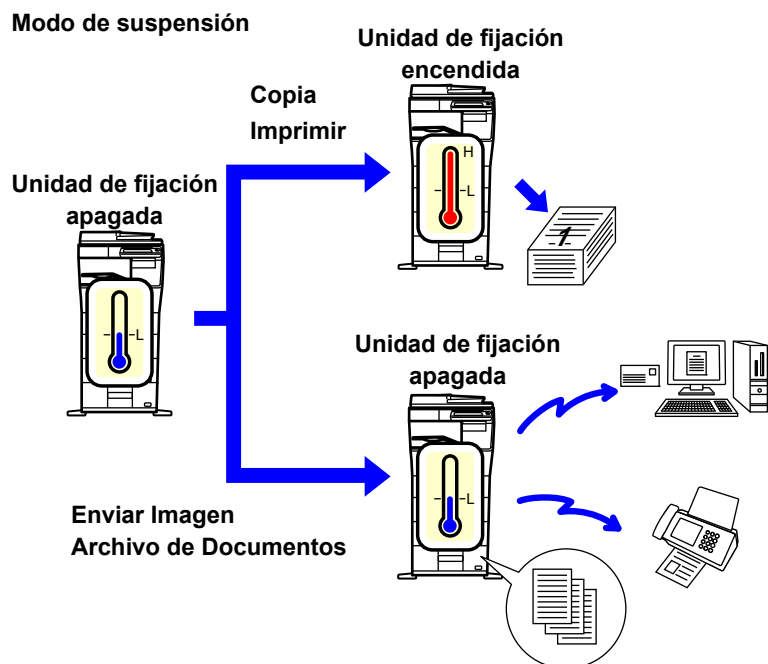 Modo de suspensión
Unidad de fijación
encendida
Copia
Imprimir
H
L
1
Unidad de fijación
apagada
L
Unidad de fijación
apagada
L
Enviar Imagen
Archivo de Documentos